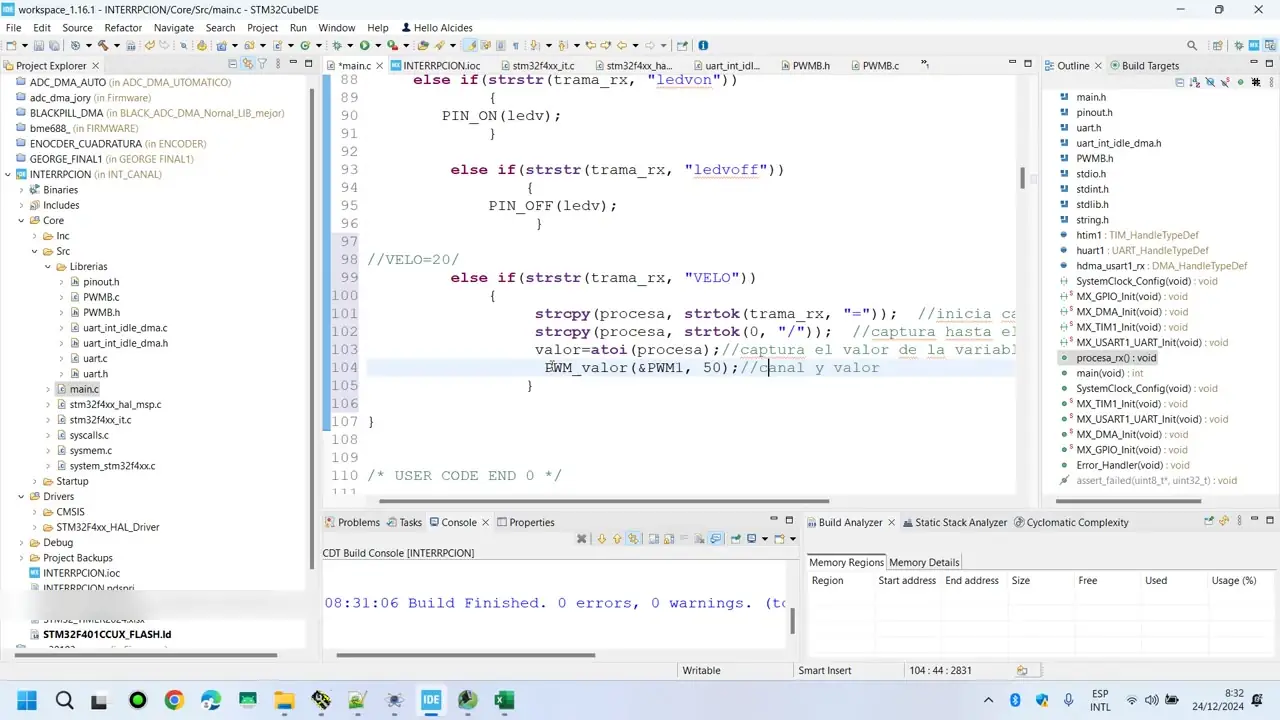 workspace_1.16.1 - INTERRPCION/Core/Src/main.c - STM32CubeIDE
File Edit Source Refactor Navigate Search Project Run Window Help Hello Alcides
Project Explorer
ADC_DMA_AUTO (in ADC_DMA_UTOMATICO)
adc_dma_jory (in Firmware)
BLACKPILL_DMA (in BLACK_ADC_DMA_Nornal_LIB_mejor)
bme688_ (in FIRMWARE)
ENOCDER_CUADRATURA (in ENCODER)
GEORGE_FINAL1 (in GEORGE FINAL1)
INTERRPCION (in INT_CANAL)
Binaries
Includes
Core
Inc
Src
Librerias
pinout.h
PWMB.c
PWMB.h
uart_int_idle_dma.c
uart_int_idle_dma.h
uart.c
uart.h
main.c
stm32f4xx_hal_msp.c
stm32f4xx_it.c
syscalls.c
sysmem.c
system_stm32f4xx.c
Startup
Drivers
CMSIS
STM32F4xx_HAL_Driver
Debug
Project Backups
INTERRPCION.ioc
STM32F401CCUX_FLASH.ld
*main.c INTERRPCION.ioc stm32f4xx_it.c stm32f4xx_ha... uart_int_idl... PWMB.h PWMB.c
88 else if(strstr(trama_rx, "ledvon"))
89 {
90 PIN_ON(ledv);
91 }
92
93 else if(strstr(trama_rx, "ledvoff"))
94 {
95 PIN_OFF(ledv);
96 }
97
98 //VELO=20/
99 else if(strstr(trama_rx, "VELO"))
100 {
101 strcpy(procesa, strtok(trama_rx, "=")); //inicia ca
102 strcpy(procesa, strtok(0, "/")); //captura hasta el
103 valor=atoi(procesa);//captura el valor de la variabl
104 PWM_valor(&PWM1, 50);//canal y valor
105 }
106
107 }
108
109
110 /* USER CODE END 0 */
111
Outline Build Targets
main.h
pinout.h
uart.h
uart_int_idle_dma.h
PWMB.h
stdio.h
stdint.h
stdlib.h
string.h
htim1 : TIM_HandleTypeDef
huart1 : UART_HandleTypeDef
hdma_usart1_rx : DMA_HandleTypeDef
SystemClock_Config(void) : void
MX_GPIO_Init(void) : void
MX_DMA_Init(void) : void
MX_TIM1_Init(void) : void
MX_USART1_UART_Init(void) : void
procesa_rx() : void
main(void) : int
SystemClock_Config(void) : void
MX_TIM1_Init(void) : void
MX_USART1_UART_Init(void) : void
MX_DMA_Init(void) : void
MX_GPIO_Init(void) : void
Error_Handler(void) : void
assert_failed(uint8_t*, uint32_t) : void
Problems Tasks Console Properties
CDT Build Console [INTERRPCION]
08:31:06 Build Finished. 0 errors, 0 warnings. (to
Build Analyzer Static Stack Analyzer Cyclomatic Complexity
Memory Regions Memory Details
Region Start address End address Size Free Used Usage (%)
Writable Smart Insert 104 : 44 : 2831
IDE
ESP
INTL
8:32
24/12/2024